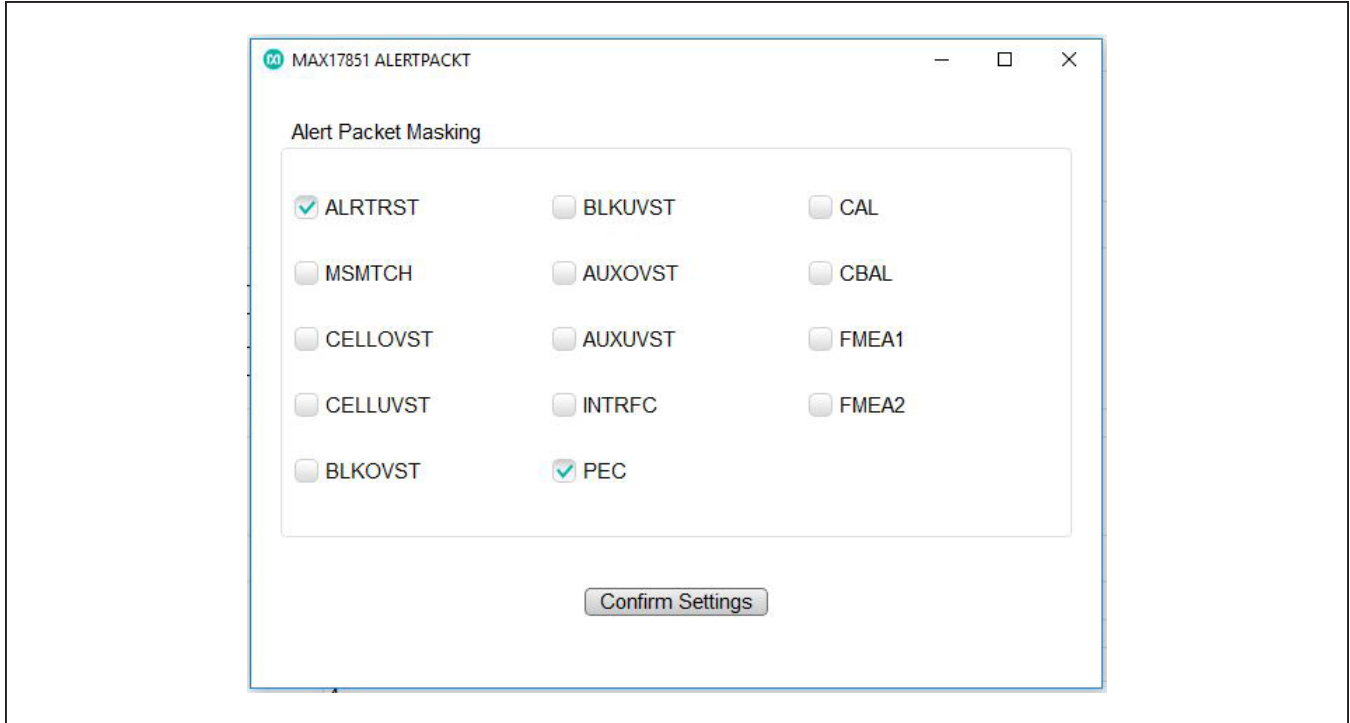 MAX17851 ALERTPACKT
Alert Packet Masking
ALRTRST BLKUVST CAL
MSMTCH AUXOVST CBAL
CELLOVST AUXUVST FMEA1
CELLUVST INTRFC FMEA2
BLKOVST PEC
Confirm Settings